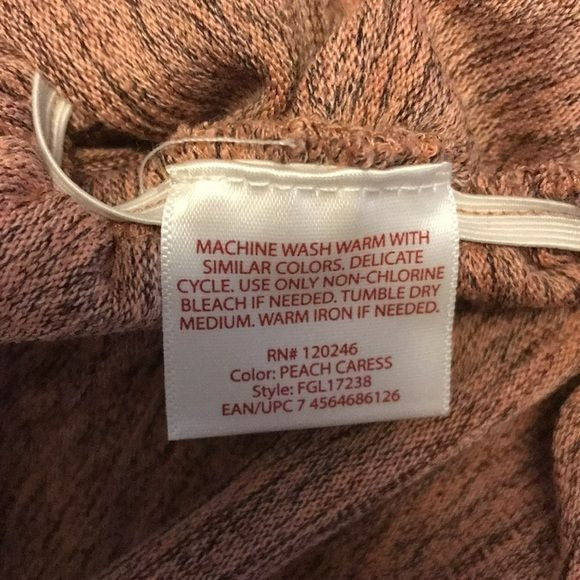 MACHINE WASH WARM WITH
SIMILAR COLORS. DELICATE
CYCLE. USE ONLY NON-CHLORINE
BLEACH IF NEEDED. TUMBLE DRY
MEDIUM. WARM IRON IF NEEDED.
RN# 120246
Color: PEACH CARESS
Style: FGL17238
EAN/UPC 7 4564686126